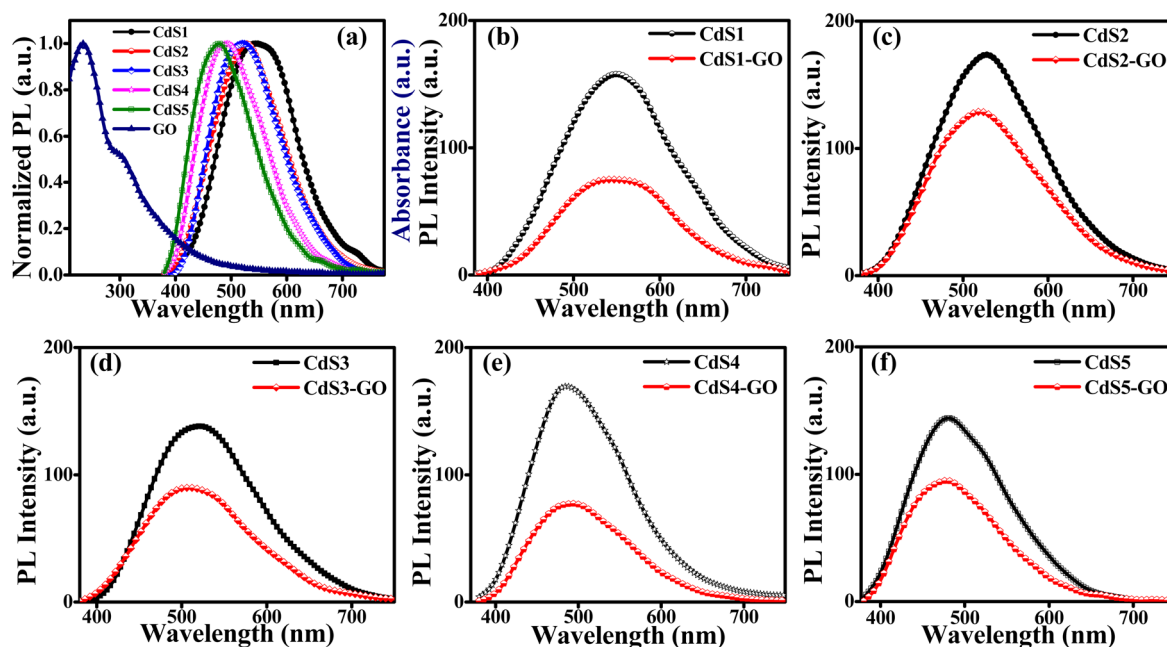 (a)
CdS1
CdS2
CdS3
CdS4
CdS5
GO
Normalized PL (a.u.)
1.0
0.8
0.6
0.4
0.2
0.0
300 400 500 600 700
Wavelength (nm)
Absorbance (a.u.)
(b)
CdS1
CdS1-GO
PL Intensity (a.u.)
200
100
0
400 500 600 700
Wavelength (nm)
(c)
CdS2
CdS2-GO
PL Intensity (a.u.)
200
100
0
400 500 600 700
Wavelength (nm)
(d)
CdS3
CdS3-GO
PL Intensity (a.u.)
200
100
0
400 500 600 700
Wavelength (nm)
(e)
CdS4
CdS4-GO
PL Intensity (a.u.)
200
100
0
400 500 600 700
Wavelength (nm)
(f)
CdS5
CdS5-GO
PL Intensity (a.u.)
200
100
0
400 500 600 700
Wavelength (nm)